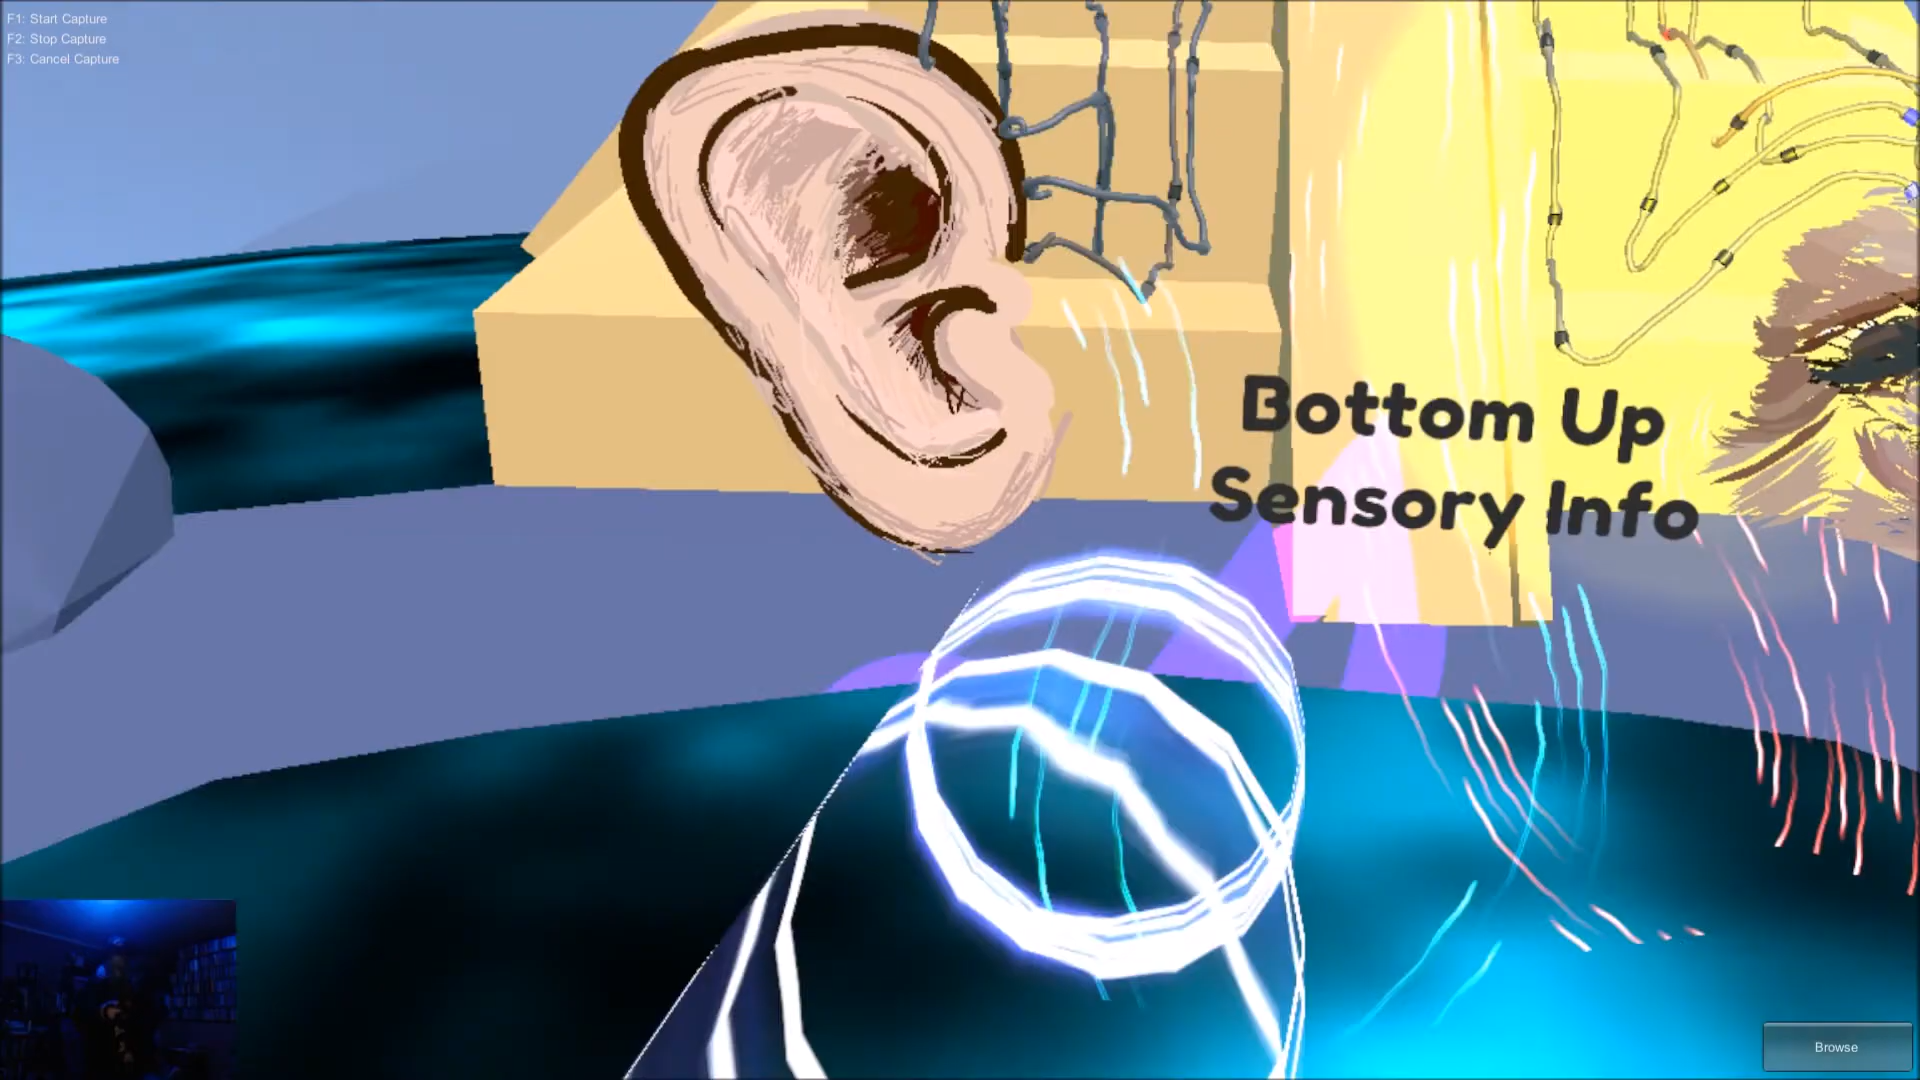 F1: Start Capture
F2: Stop Capture
F3: Cancel Capture
Bottom Up
Sensory Info
Browse